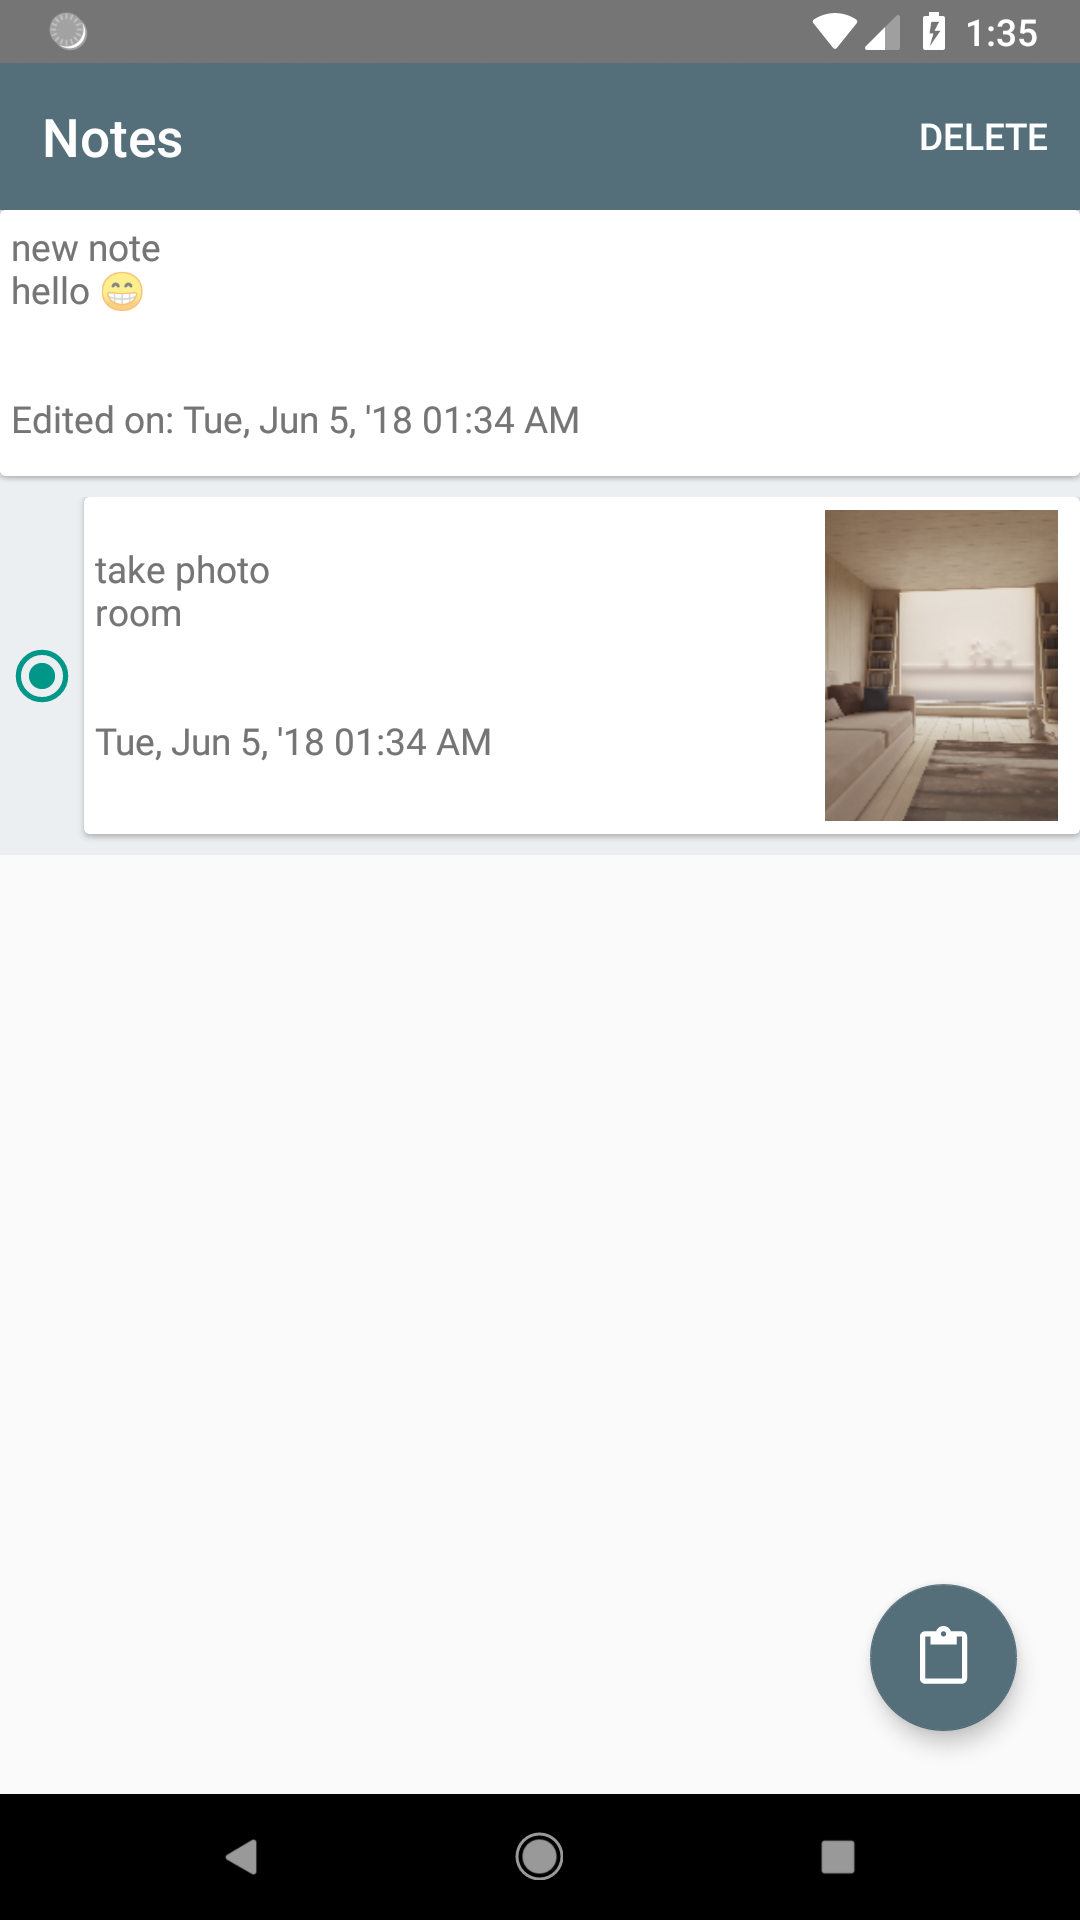 1:35
Notes
DELETE
new note
hello 😁
Edited on: Tue, Jun 5, '18 01:34 AM
take photo
room
Tue, Jun 5, '18 01:34 AM